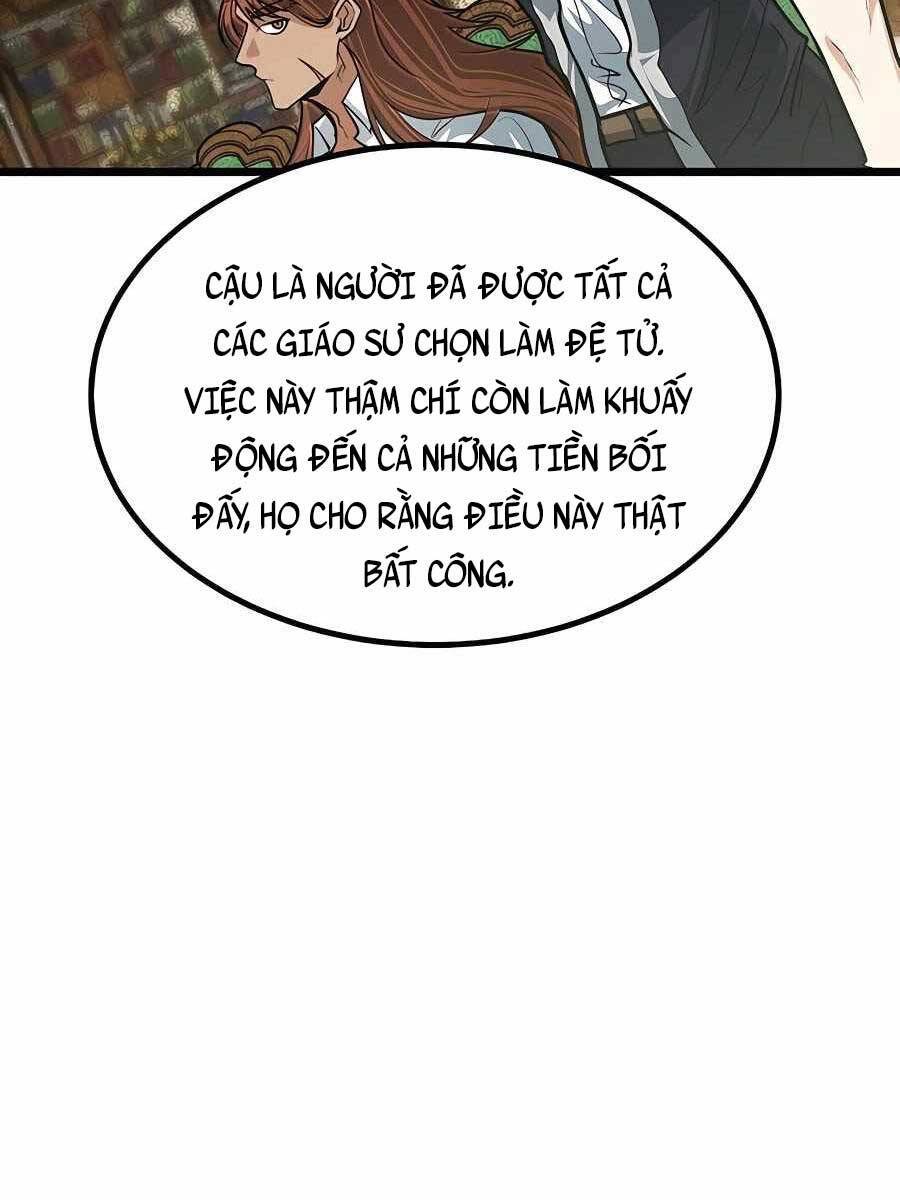 CẬU LÀ NGƯỜI ĐÃ ĐƯỢC TẤT CẢ
CÁC GIÁO SƯ CHỌN LÀM ĐỆ TỬ.
VIỆC NÀY THẬM CHÍ CÒN LÀM KHUẤY
ĐỘNG ĐẾN CẢ NHỮNG TIỀN BỐI
ĐẤY, HỌ CHO RẰNG ĐIỀU NÀY THẬT
BẤT CÔNG.